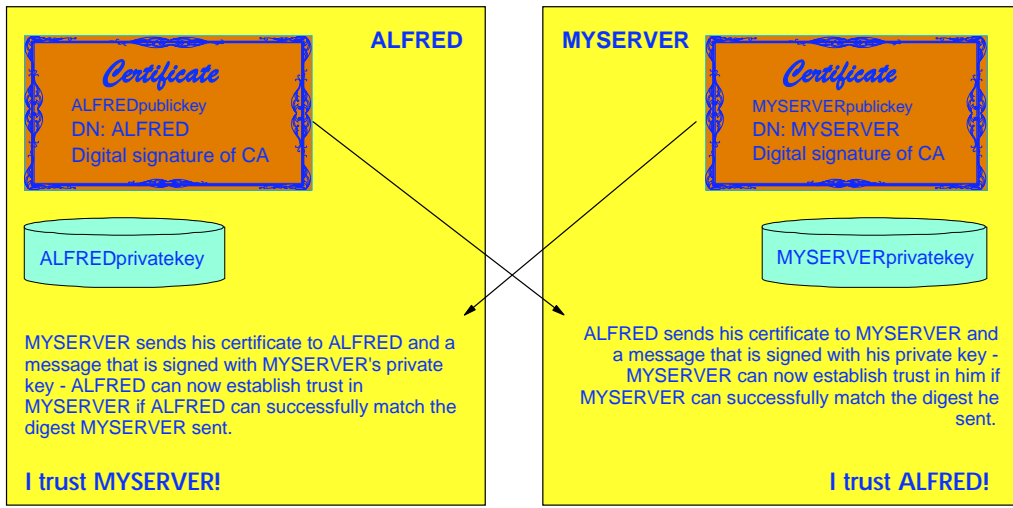 ALFRED
Certificate
ALFREDpublickey
DN: ALFRED
Digital signature of CA
ALFREDprivatekey
MYSERVER sends his certificate to ALFRED and a
message that is signed with MYSERVER's private
key - ALFRED can now establish trust in
MYSERVER if ALFRED can successfully match the
digest MYSERVER sent.
I trust MYSERVER!
MYSERVER
Certificate
MYSERVERpublickey
DN: MYSERVER
Digital signature of CA
MYSERVERprivatekey
ALFRED sends his certificate to MYSERVER and
a message that is signed with his private key -
MYSERVER can now establish trust in him if
MYSERVER can successfully match the digest he
sent.
I trust ALFRED!